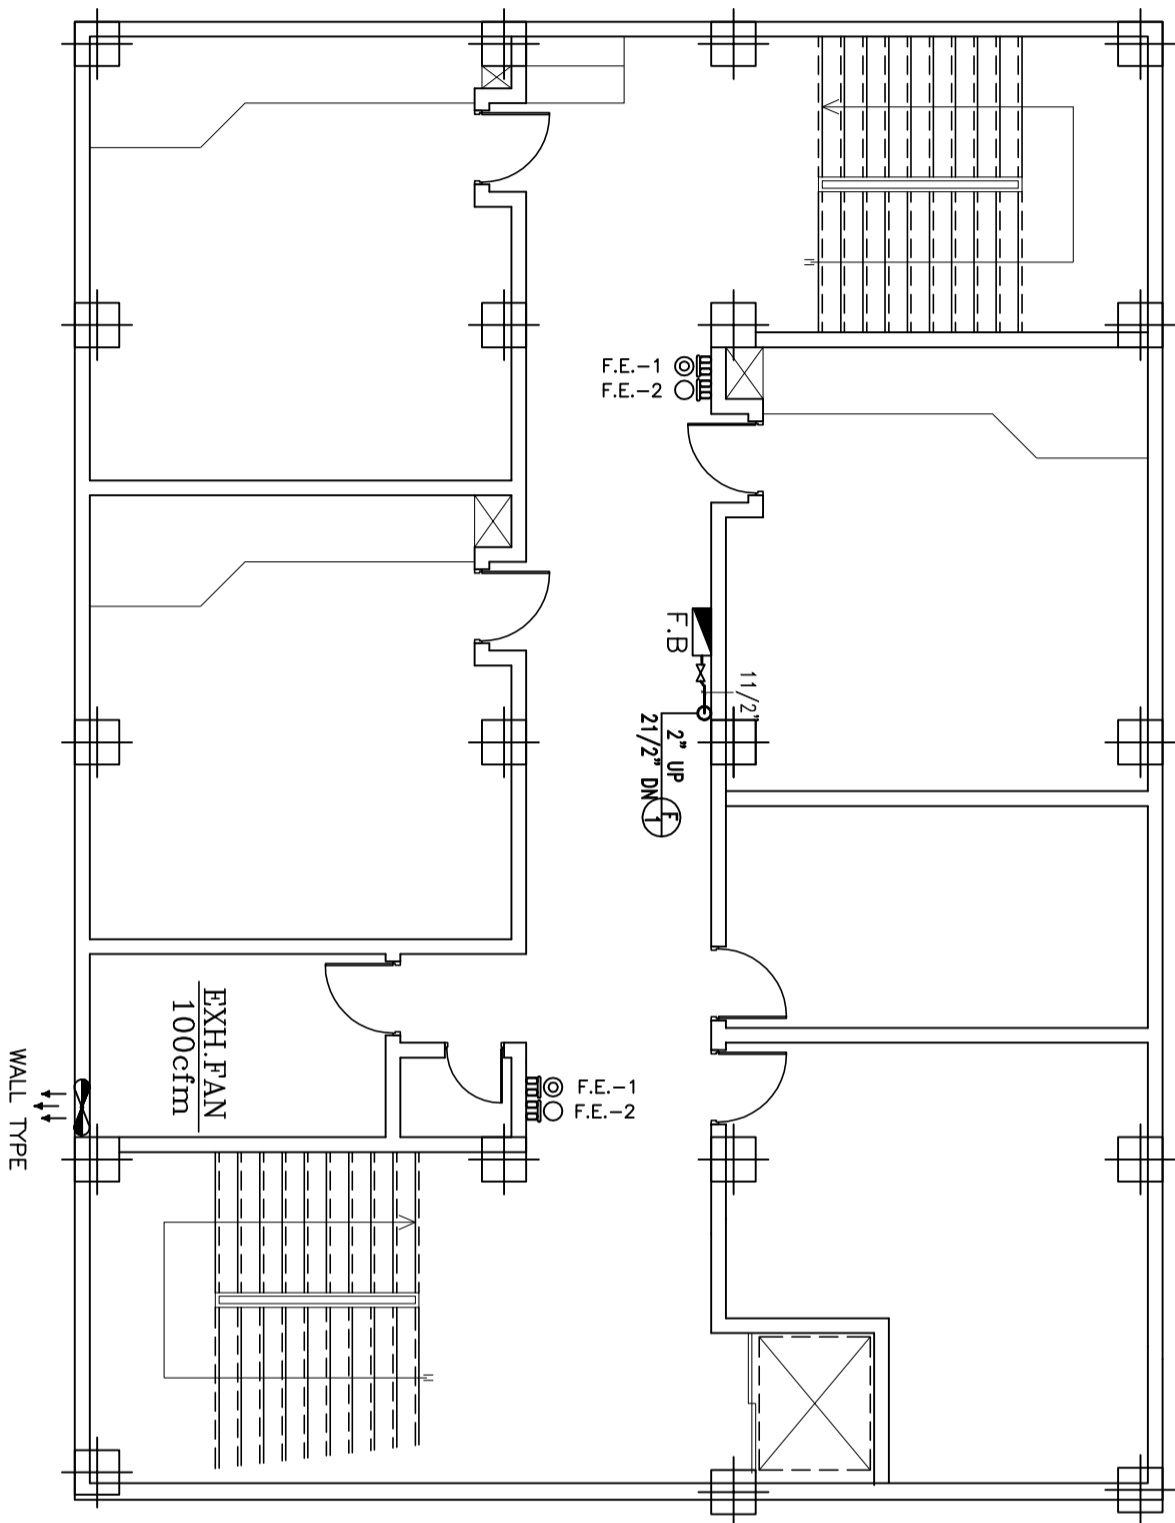 F.E.-1
F.E.-2
F.B
11/2"
2" UP
21/2" DN
F
1
EXH.FAN
100cfm
F.E.-1
F.E.-2
WALL TYPE